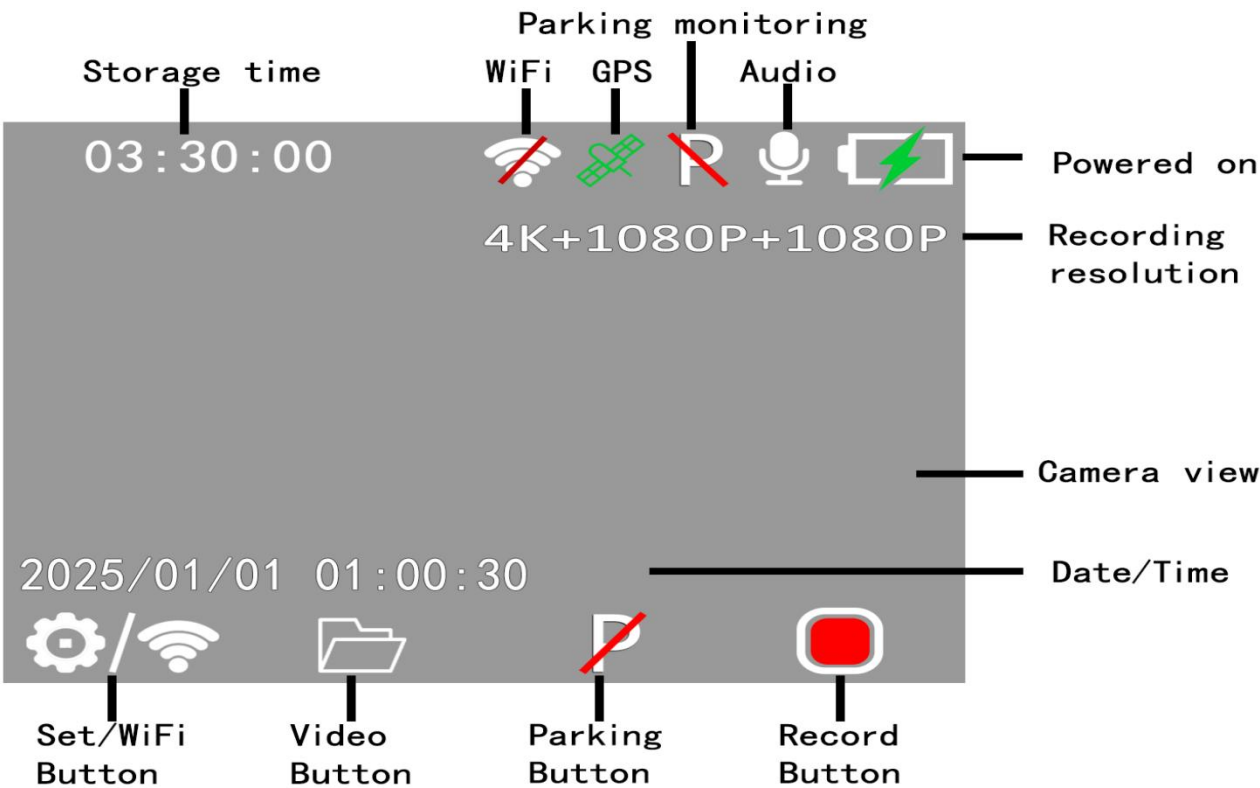 Parking monitoring
Storage time
WiFi
GPS
Audio
03:30:00
P
Powered on
4K+1080P+1080P
Recording
resolution
Camera view
2025/01/01 01:00:30
Date/Time
/
P
Set/WiFi
Button
Video
Button
Parking
Button
Record
Button